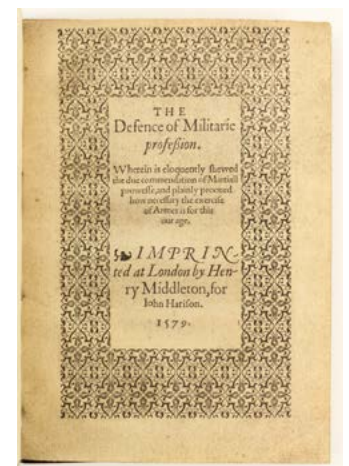 THE
Defence of Militarie
profeſsion.
Wherein is eloquently ſhewed
the due commendation of Martiall
proweſſe, and plainly prooued
how neceſſary the exerciſe
of Armes is for this
our age.
IMPRIN-
ted at London by Hen-
ry Middleton, for
Iohn Hariſon.
1579.